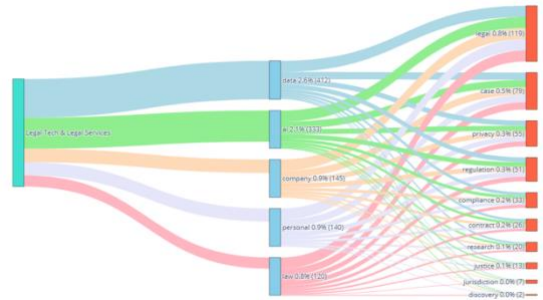 legal 0.8% (119)
data 2.6% (412)
case 0.5% (78)
Legal Tech & Legal Services
ai 2.1% (333)
privacy 0.3% (55)
regulation 0.3% (51)
company 0.9% (145)
compliance 0.2% (33)
contract 0.2% (26)
personal 0.9% (140)
research 0.1% (20)
justice 0.1% (13)
law 0.8% (120)
jurisdiction 0.0% (7)
discovery 0.0% (2)